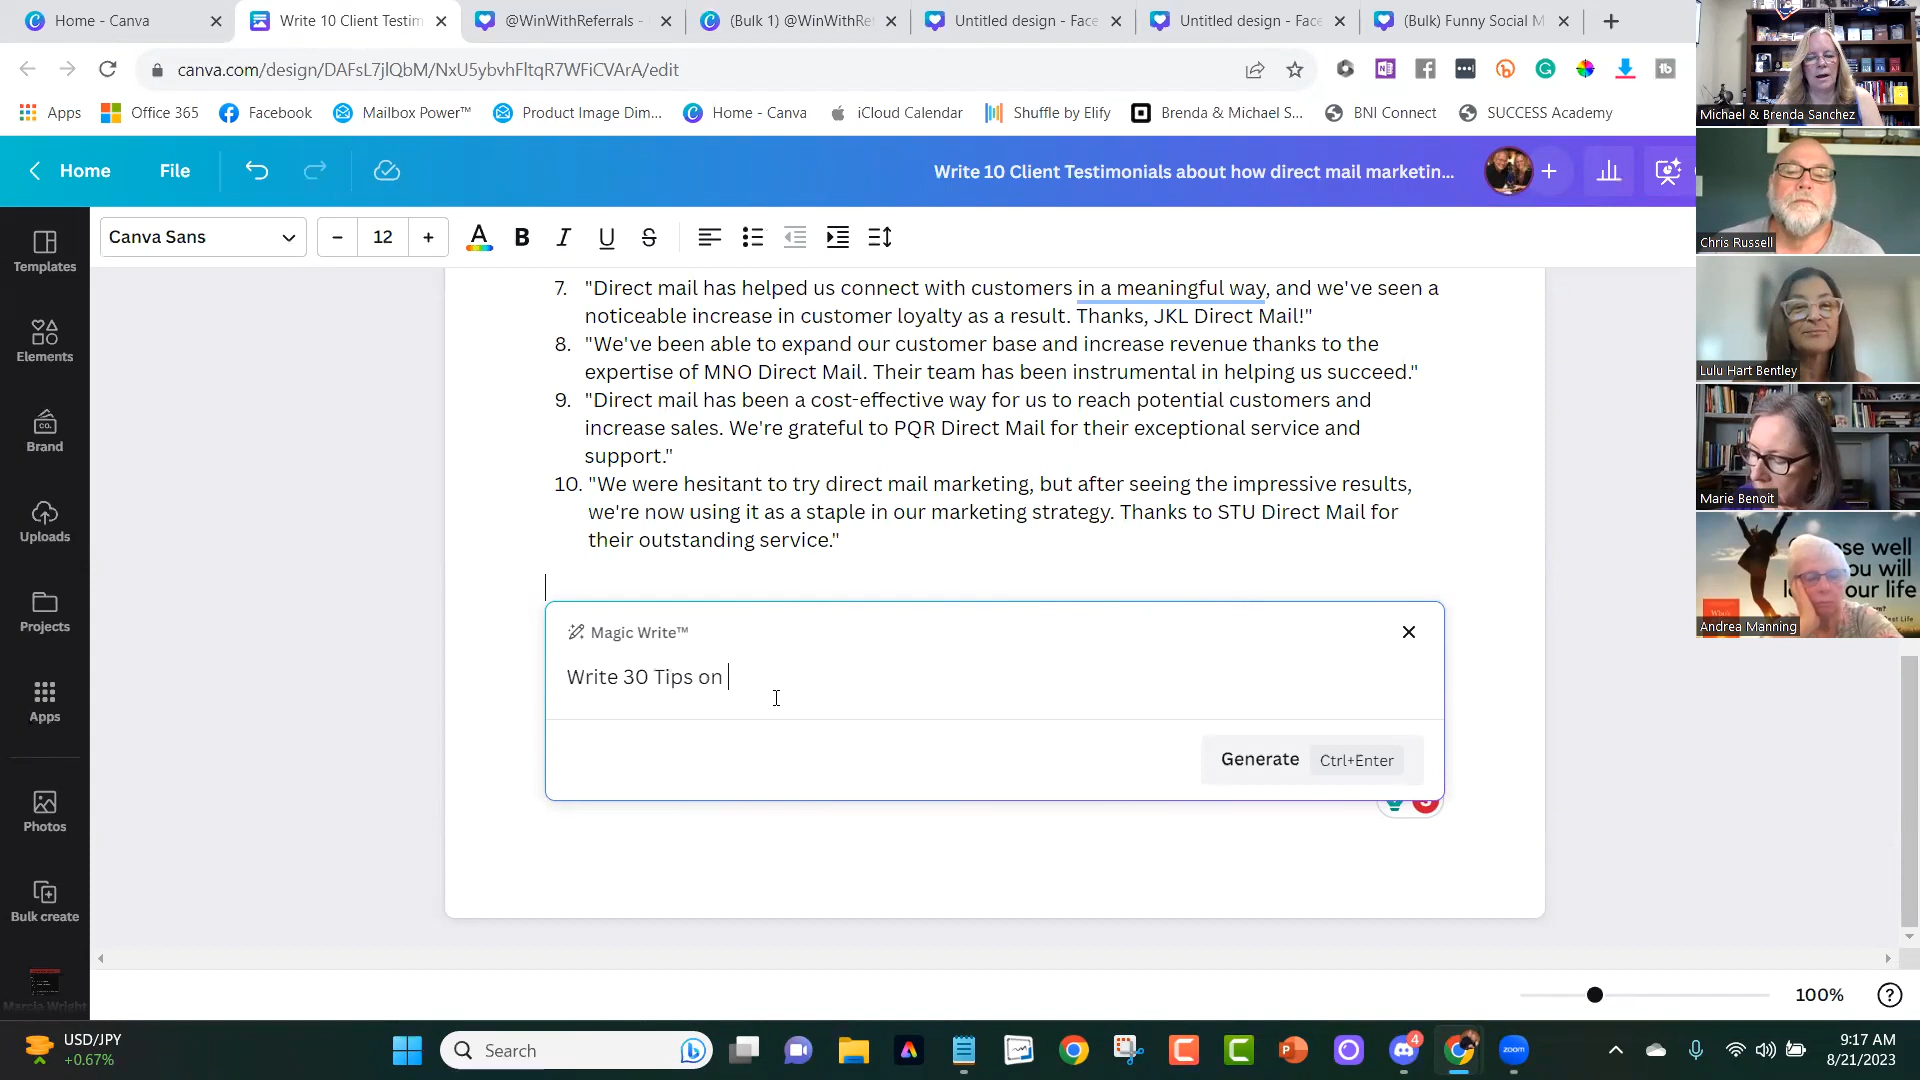 Home - Canva
Write 10 Client Testim
@WinWithReferrals -
(Bulk 1) @WinWithRe
Untitled design - Face
Untitled design - Face
(Bulk) Funny Social M
canva.com/design/DAFsL7jlQbM/NxU5ybvhFltqR7WFiCVArA/edit
Apps
Office 365
Facebook
Mailbox Power™
Product Image Dim...
Home - Canva
iCloud Calendar
Shuffle by Elify
Brenda & Michael S...
BNI Connect
SUCCESS Academy
Home
File
Write 10 Client Testimonials about how direct mail marketin...
Canva Sans
12
Templates
Elements
Brand
Uploads
Projects
Apps
Photos
Bulk create
Marcia Wright
7. "Direct mail has helped us connect with customers in a meaningful way, and we've seen a
noticeable increase in customer loyalty as a result. Thanks, JKL Direct Mail!"
8. "We've been able to expand our customer base and increase revenue thanks to the
expertise of MNO Direct Mail. Their team has been instrumental in helping us succeed."
9. "Direct mail has been a cost-effective way for us to reach potential customers and
increase sales. We're grateful to PQR Direct Mail for their exceptional service and
support."
10. "We were hesitant to try direct mail marketing, but after seeing the impressive results,
we're now using it as a staple in our marketing strategy. Thanks to STU Direct Mail for
their outstanding service."
Magic Write™
Write 30 Tips on
Generate Ctrl+Enter
100%
Michael & Brenda Sanchez
Chris Russell
Lulu Hart Bentley
Marie Benoit
Andrea Manning
USD/JPY
+0.67%
Search
4
zoom
9:17 AM
8/21/2023